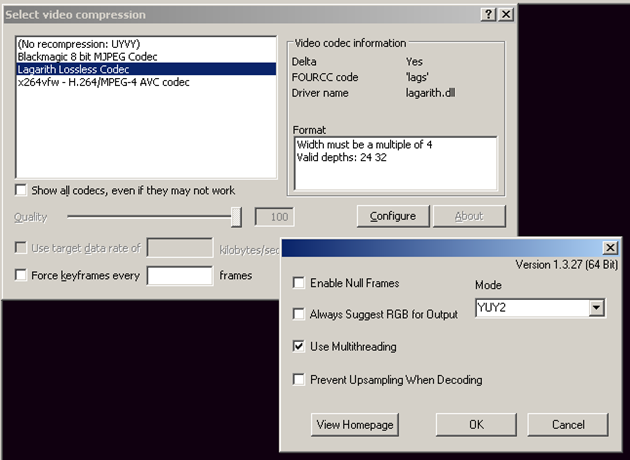 Select video compression
(No recompression: UYVY)
Blackmagic 8 bit MJPEG Codec
Lagarith Lossless Codec
x264vfw - H.264/MPEG-4 AVC codec
Video codec information
Delta Yes
FOURCC code 'lags'
Driver name lagarith.dll
Format
Width must be a multiple of 4
Valid depths: 24 32
Show all codecs, even if they may not work
Quality 100
Configure About
Use target data rate of kilobytes/sec
Force keyframes every frames
Version 1.3.27 (64 Bit)
Enable Null Frames
Mode
Always Suggest RGB for Output
YUY2
Use Multithreading
Prevent Upsampling When Decoding
View Homepage OK Cancel